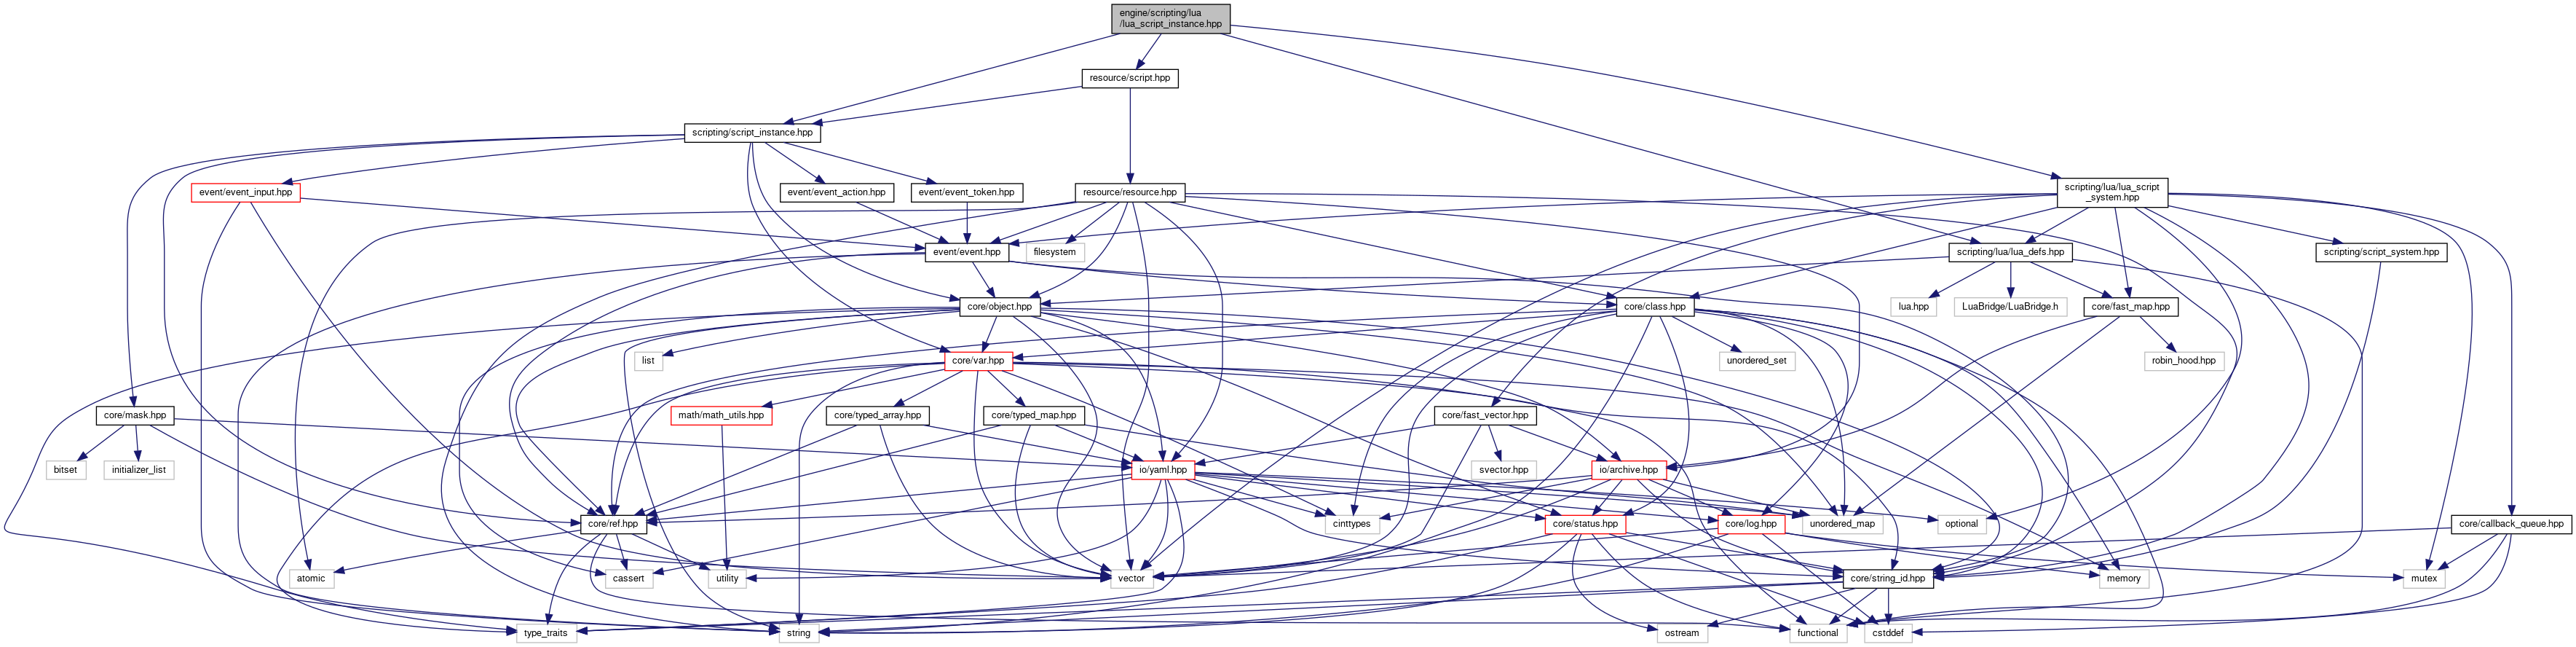 engine/scripting/lua
/lua_script_instance.hpp
resource/script.hpp
scripting/script_instance.hpp
event/event_input.hpp
event/event_action.hpp
event/event_token.hpp
resource/resource.hpp
scripting/lua/lua_script
_system.hpp
event/event.hpp
filesystem
scripting/lua/lua_defs.hpp
scripting/script_system.hpp
core/object.hpp
core/class.hpp
lua.hpp
LuaBridge/LuaBridge.h
core/fast_map.hpp
list
core/var.hpp
unordered_set
robin_hood.hpp
core/mask.hpp
math/math_utils.hpp
core/typed_array.hpp
core/typed_map.hpp
core/fast_vector.hpp
bitset
initializer_list
io/yaml.hpp
svector.hpp
io/archive.hpp
core/ref.hpp
cinttypes
core/status.hpp
core/log.hpp
unordered_map
optional
core/callback_queue.hpp
atomic
cassert
utility
vector
core/string_id.hpp
memory
mutex
type_traits
string
ostream
functional
cstddef